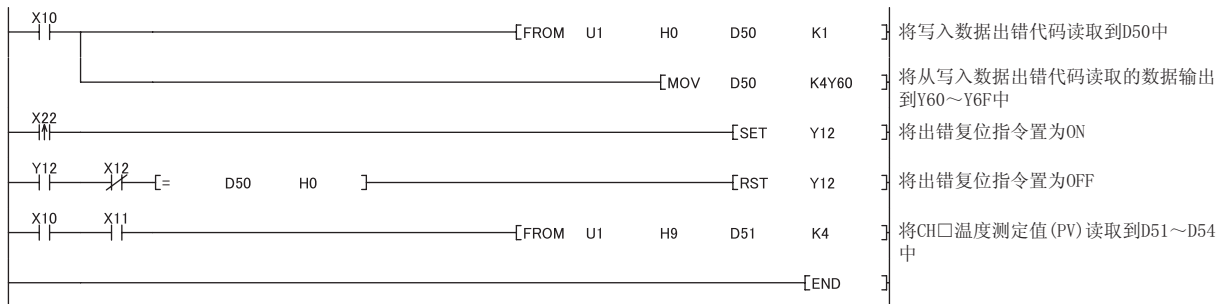 X10
[FROM U1 H0 D50 K1] 将写入数据出错代码读取到D50中
[MOV D50 K4Y60] 将从写入数据出错代码读取的数据输出
到Y60～Y6F中
X22
[SET Y12] 将出错复位指令置为ON
Y12 X12
[= D50 H0] [RST Y12] 将出错复位指令置为OFF
X10 X11
[FROM U1 H9 D51 K4] 将CH□温度测定值(PV)读取到D51～D54
中
[END]